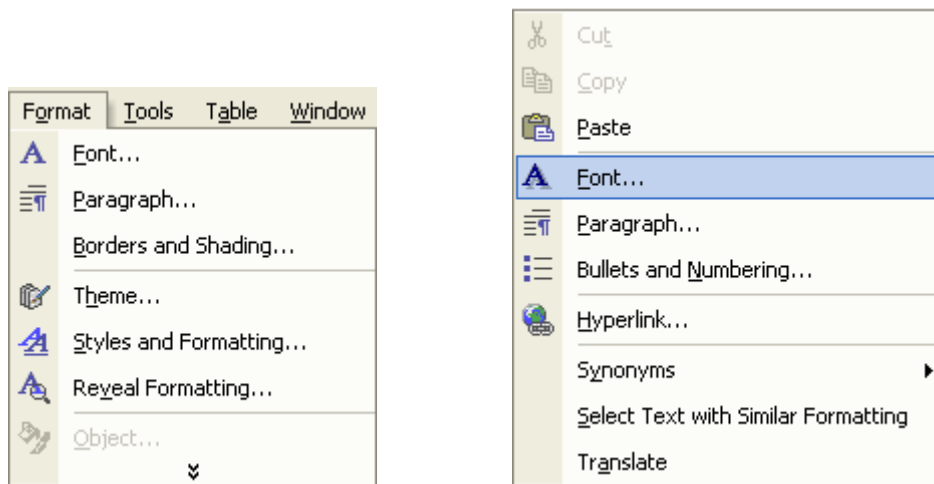 Format Tools Table Window
Font...
Paragraph...
Borders and Shading...
Theme...
Styles and Formatting...
Reveal Formatting...
Object...
Cut
Copy
Paste
Font...
Paragraph...
Bullets and Numbering...
Hyperlink...
Synonyms
Select Text with Similar Formatting
Translate